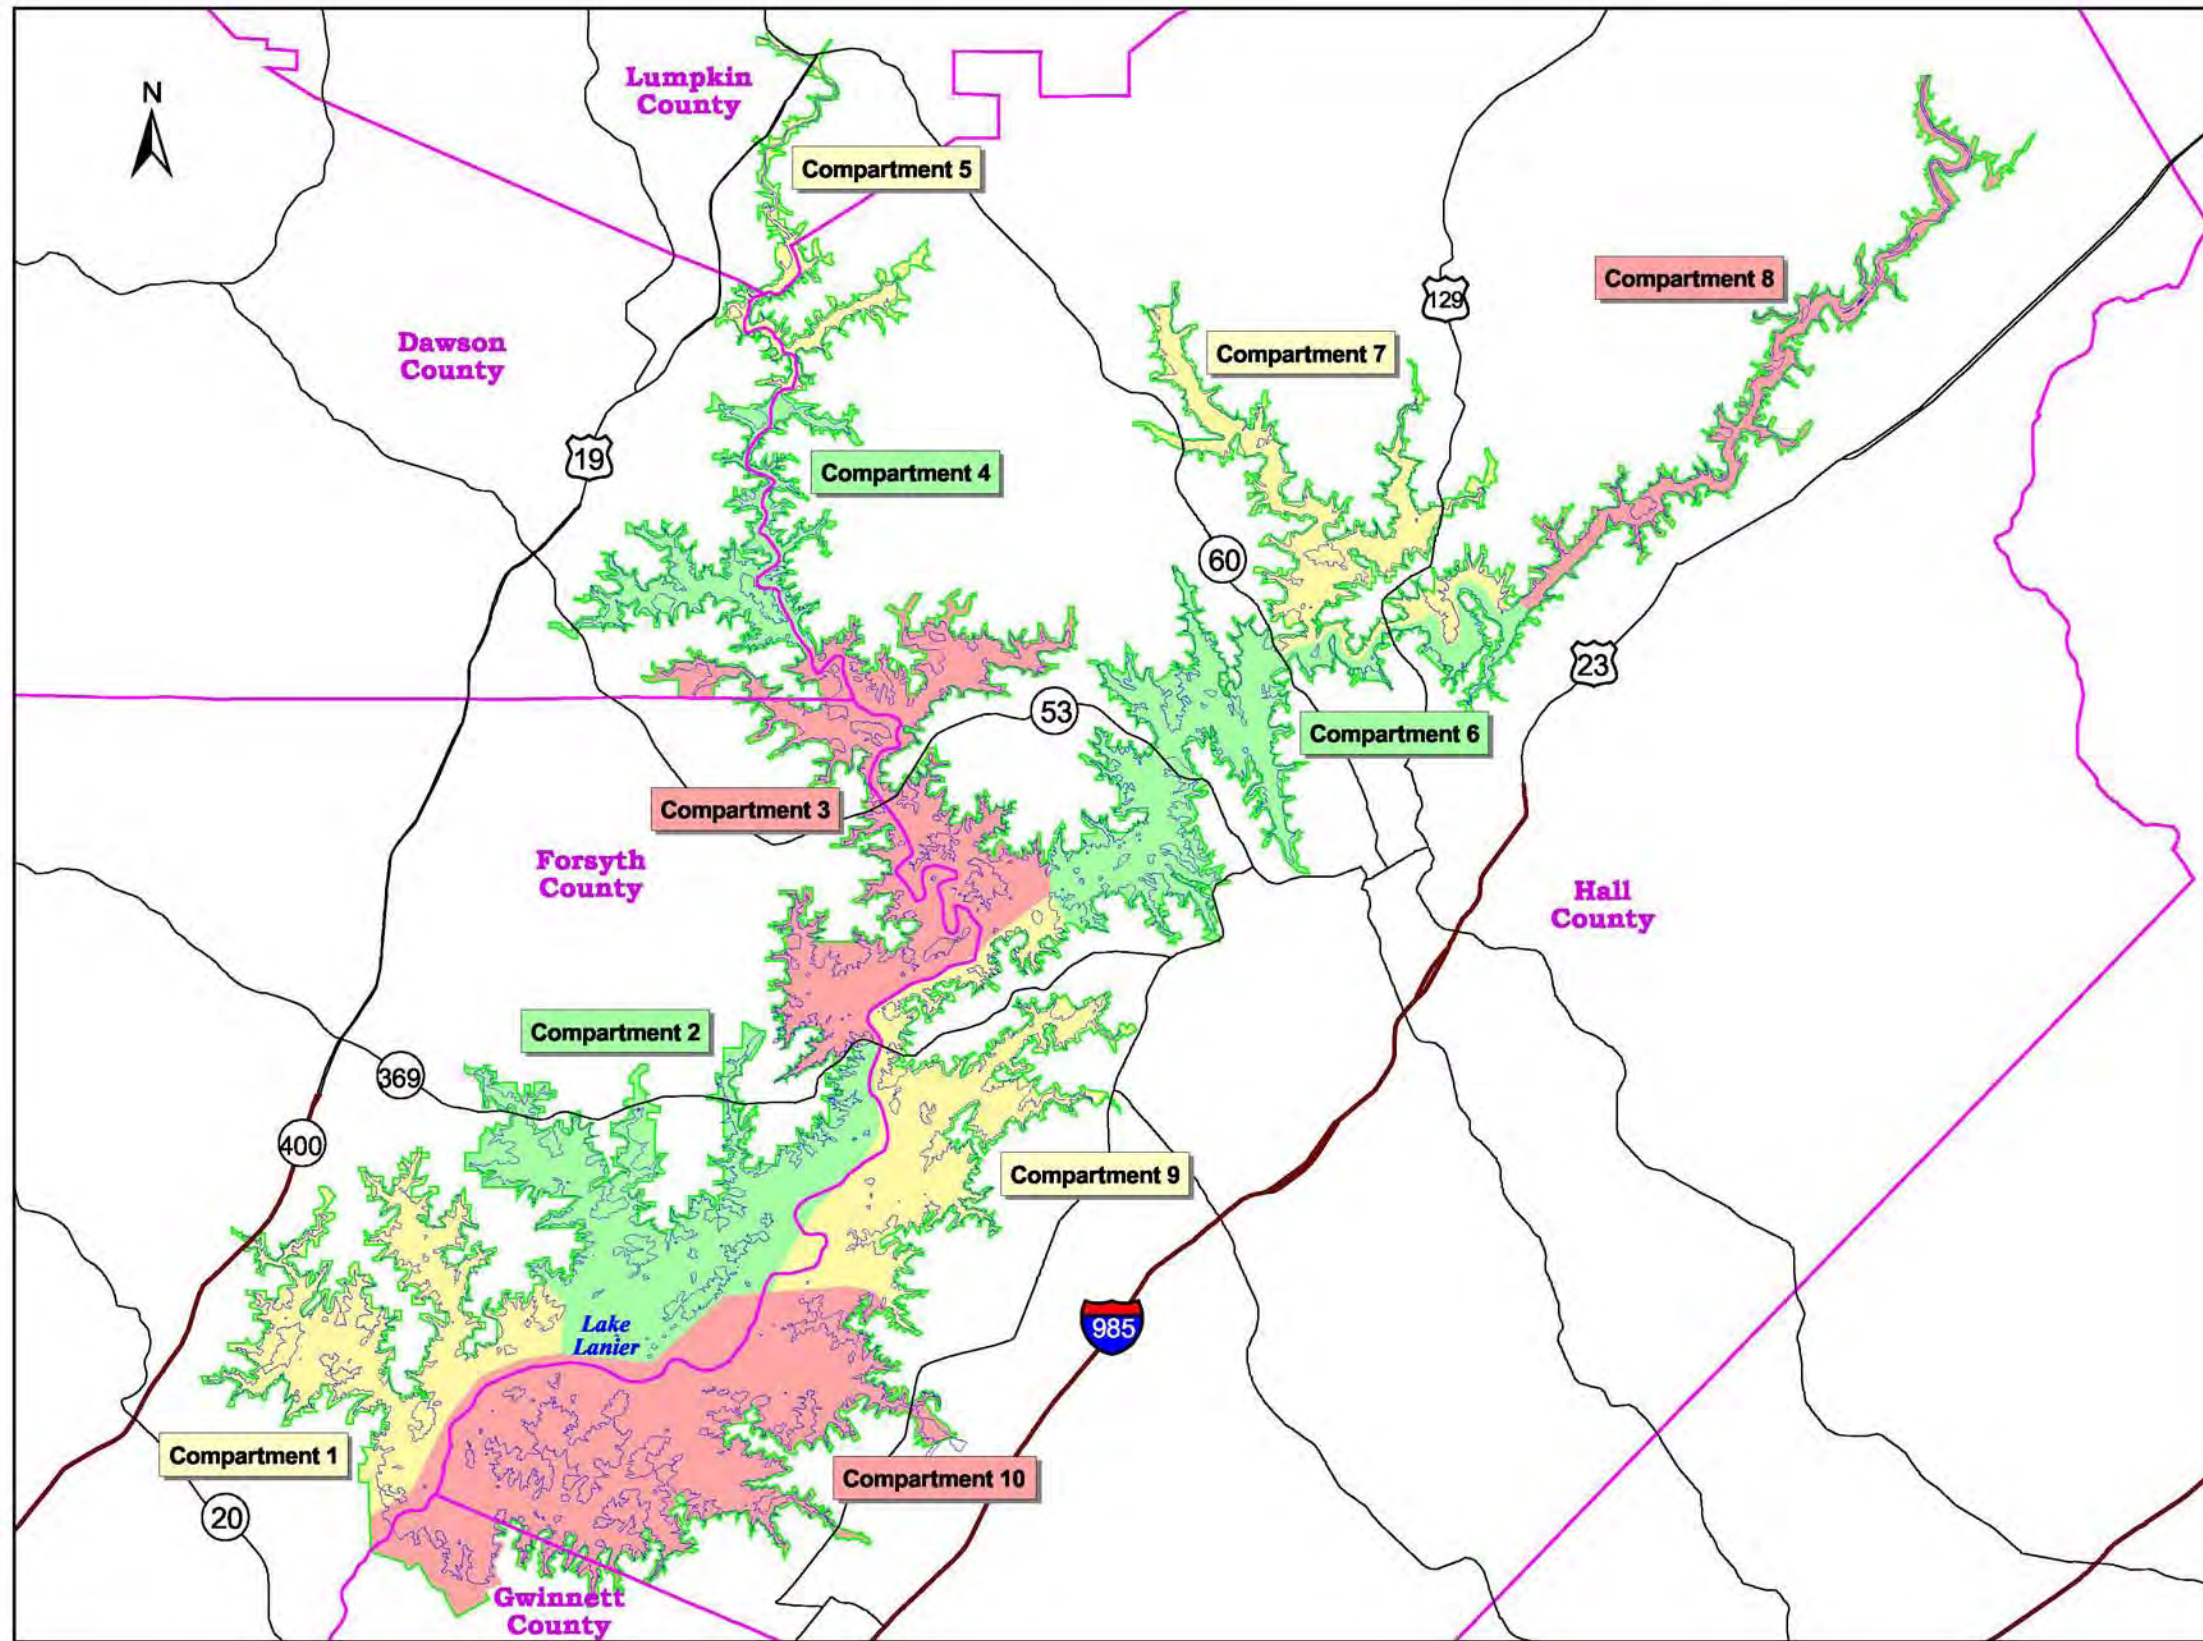 N
Lumpkin
County
Compartment 5
Compartment 8
129
Dawson
County
Compartment 7
19
Compartment 4
60
23
53
Compartment 6
Compartment 3
Forsyth
County
Hall
County
Compartment 2
369
400
Compartment 9
Lake
Lanier
985
Compartment 1
Compartment 10
20
Gwinnett
County